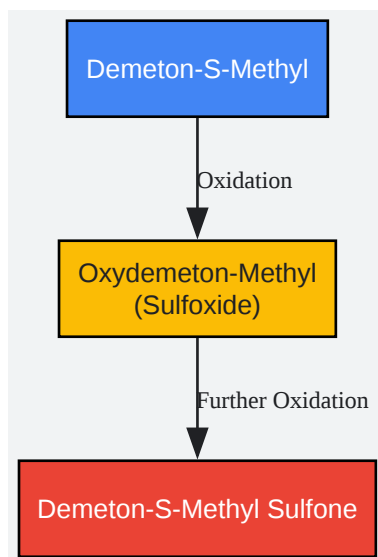 Demeton-S-Methyl
Oxidation
Oxydemeton-Methyl
(Sulfoxide)
Further Oxidation
Demeton-S-Methyl Sulfone